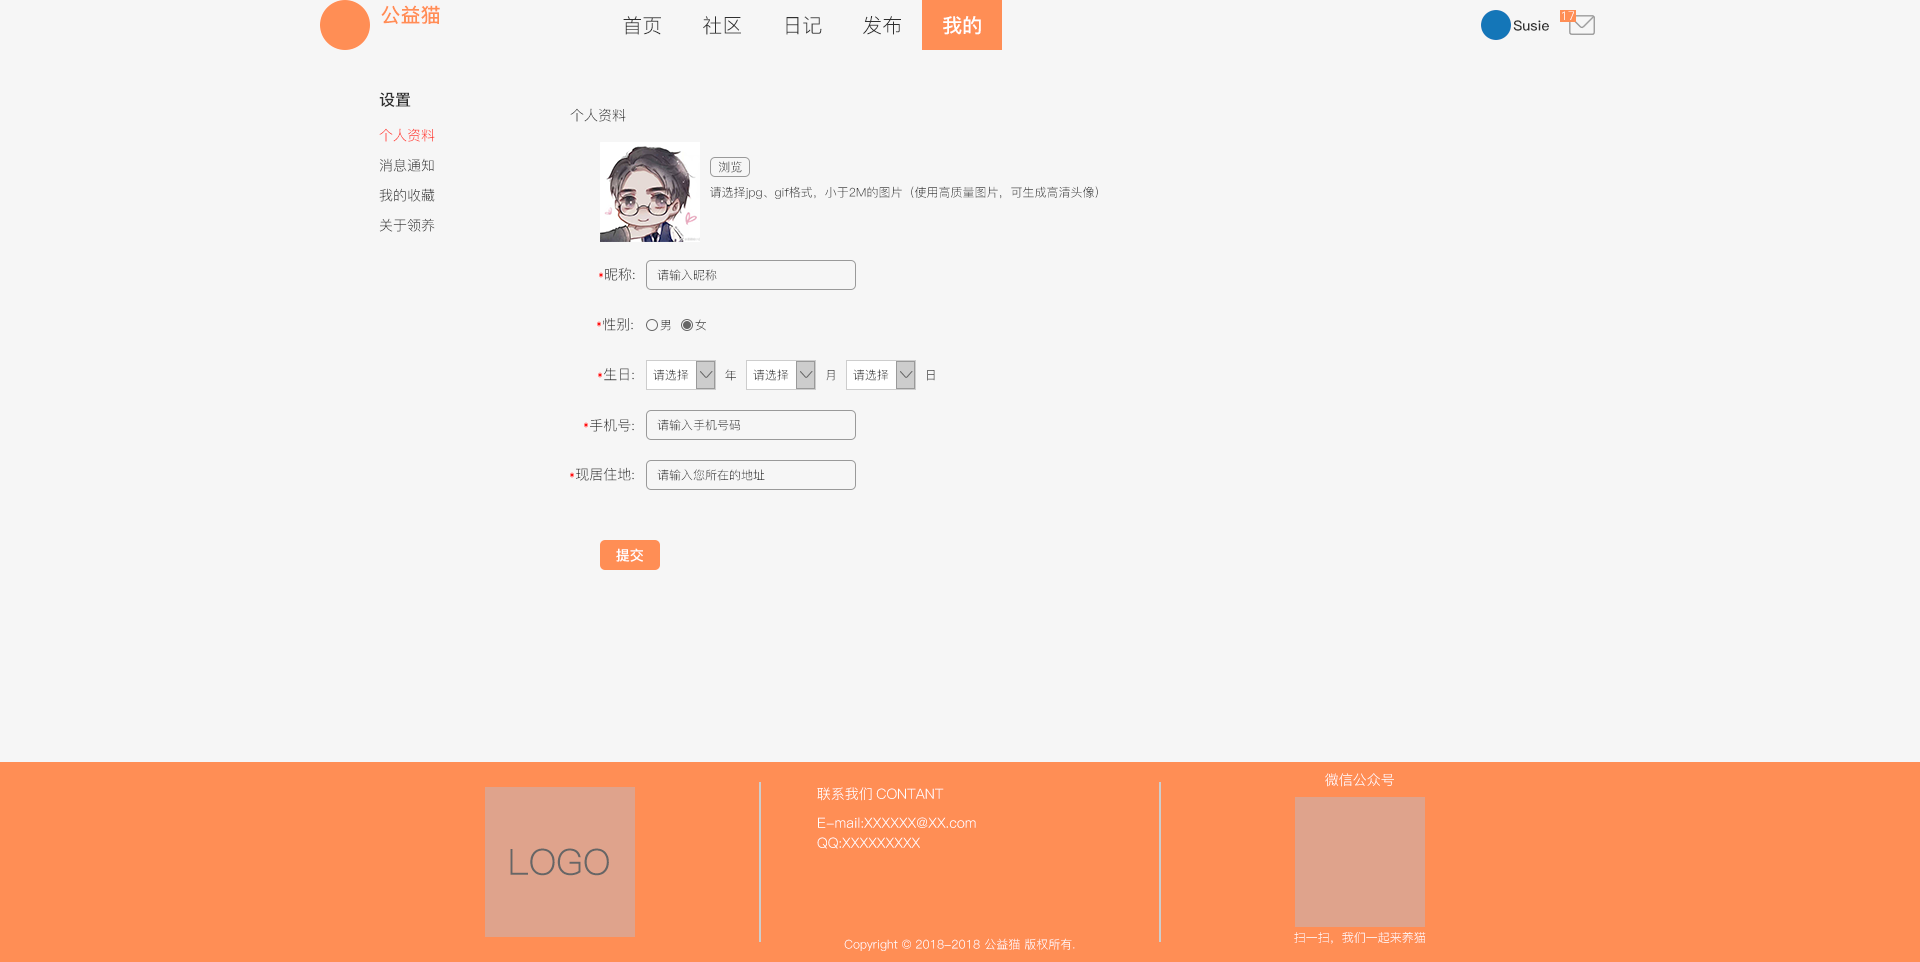 公益猫
首页 社区 日记 发布 我的
Susie 17
设置
个人资料
消息通知
我的收藏
关于领养
个人资料
浏览
请选择jpg、gif格式，小于2M的图片（使用高质量图片，可生成高清头像）
*昵称: 请输入昵称
*性别: 男 女
*生日: 请选择 年 请选择 月 请选择 日
*手机号: 请输入手机号码
*现居住地: 请输入您所在的地址
提交
LOGO
联系我们 CONTANT
E-mail:XXXXXX@XX.com
QQ:XXXXXXXXX
Copyright © 2018-2018 公益猫 版权所有.
微信公众号
扫一扫，我们一起来养猫